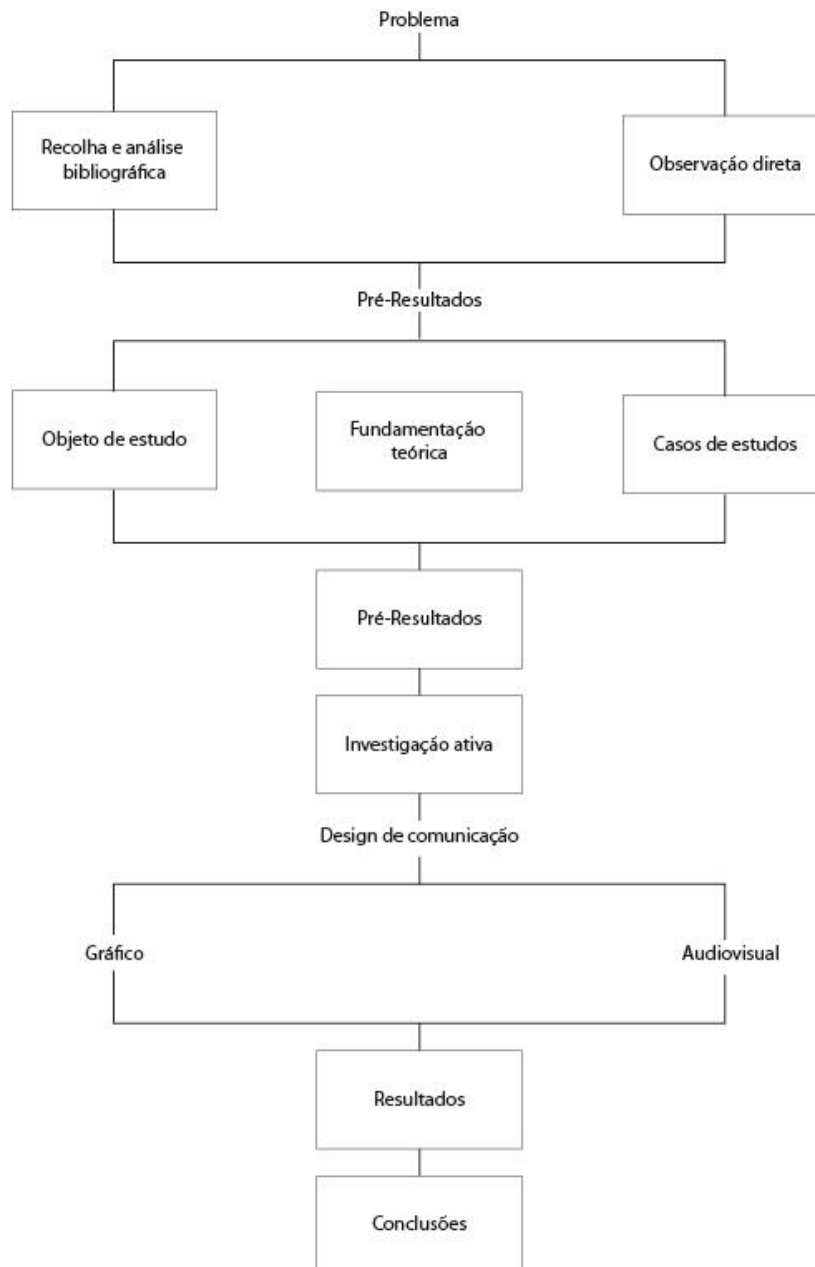 Problema
Recolha e análise
bibliográfica
Observação direta
Pré-Resultados
Objeto de estudo
Fundamentação
teórica
Casos de estudos
Pré-Resultados
Investigação ativa
Design de comunicação
Gráfico
Audiovisual
Resultados
Conclusões